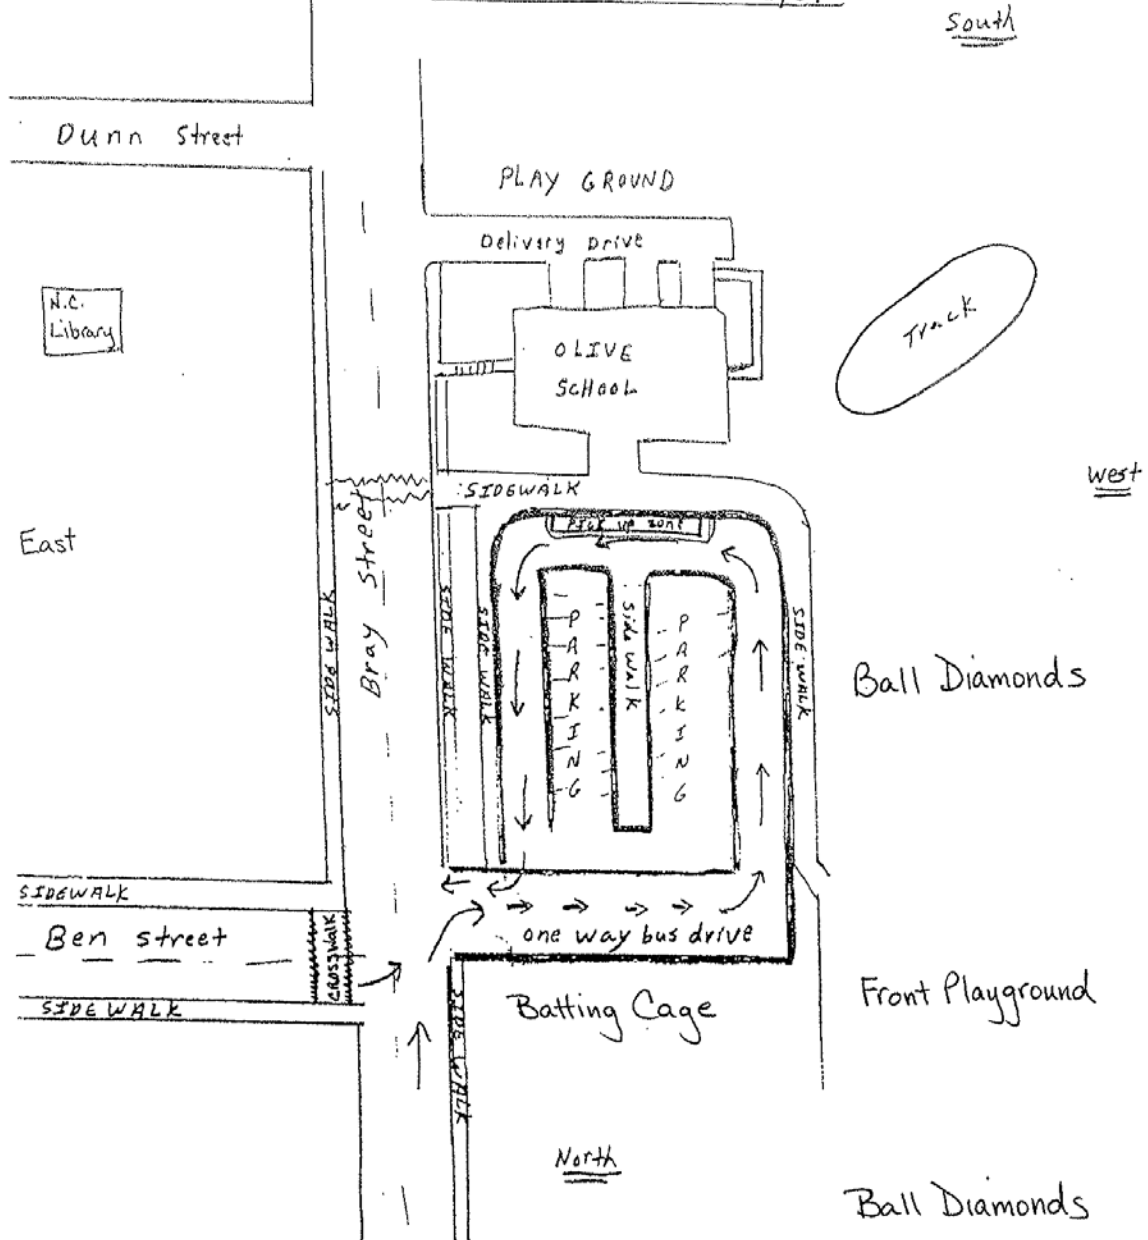 South
Dunn Street
PLAY GROUND
Delivery Drive
N.C.
Library
Track
OLIVE
SCHOOL
West
SIDEWALK
Pick up zone
East
Bray Street
SIDEWALK
SIDE WALK
SIDE WALK
PARKING
Side Walk
PARKING
SIDE WALK
Ball Diamonds
SIDEWALK
Ben street
CROSSWALK
one way bus drive
SIDEWALK
Batting Cage
Front Playground
SIDE WALK
North
Ball Diamonds